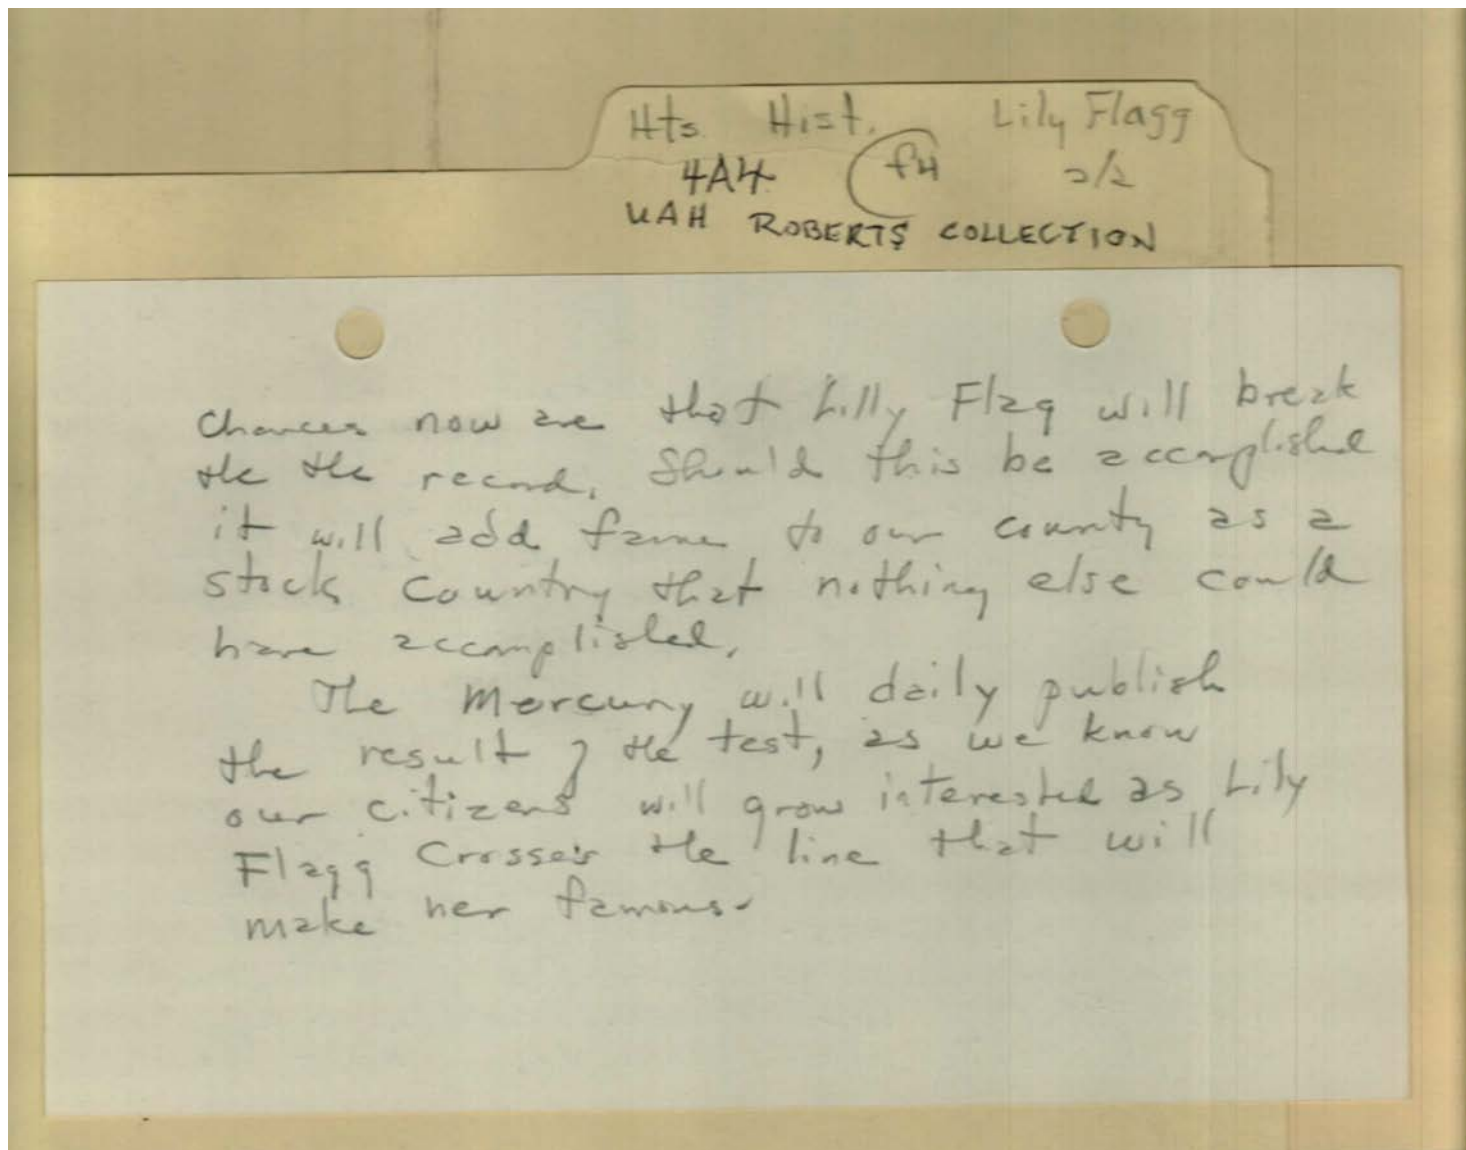 Hts Hist. Lily Flagg
4A4 f4 2/2
UAH ROBERTS COLLECTION
Chances now are that Lilly Flag will break
the the record. Should this be accomplished
it will add fame to our county as a
stock country that nothing else could
have accomplished.
The Mercury will daily publish
the result of the test, as we know
our citizens will grow interested as Lily
Flagg Crosses the line that will
make her famous.